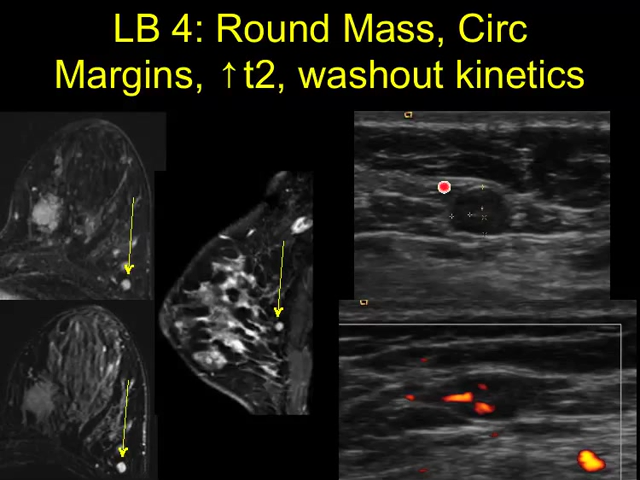 LB 4: Round Mass, Circ
Margins, ↑t2, washout kinetics